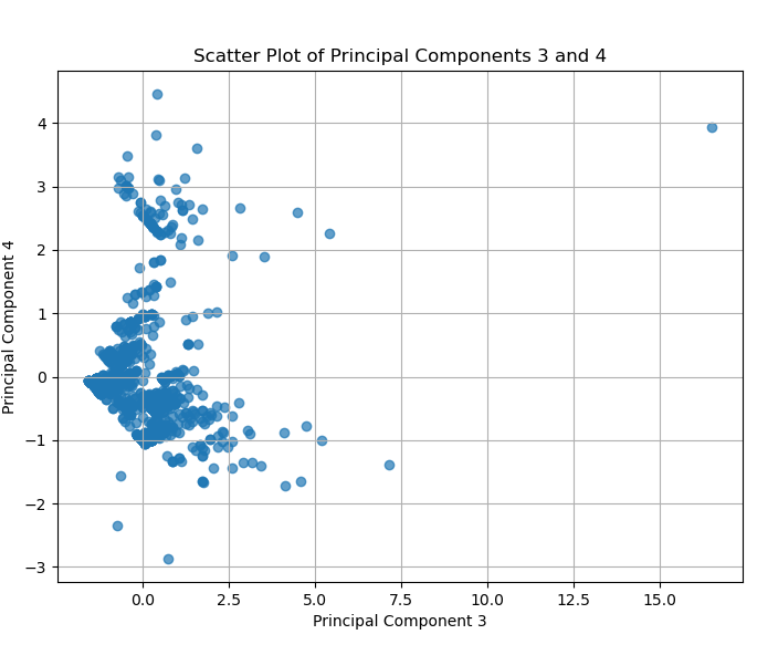 Scatter Plot of Principal Components 3 and 4
Principal Component 4
4
3
2
1
0
−1
−2
−3
0.0 2.5 5.0 7.5 10.0 12.5 15.0
Principal Component 3